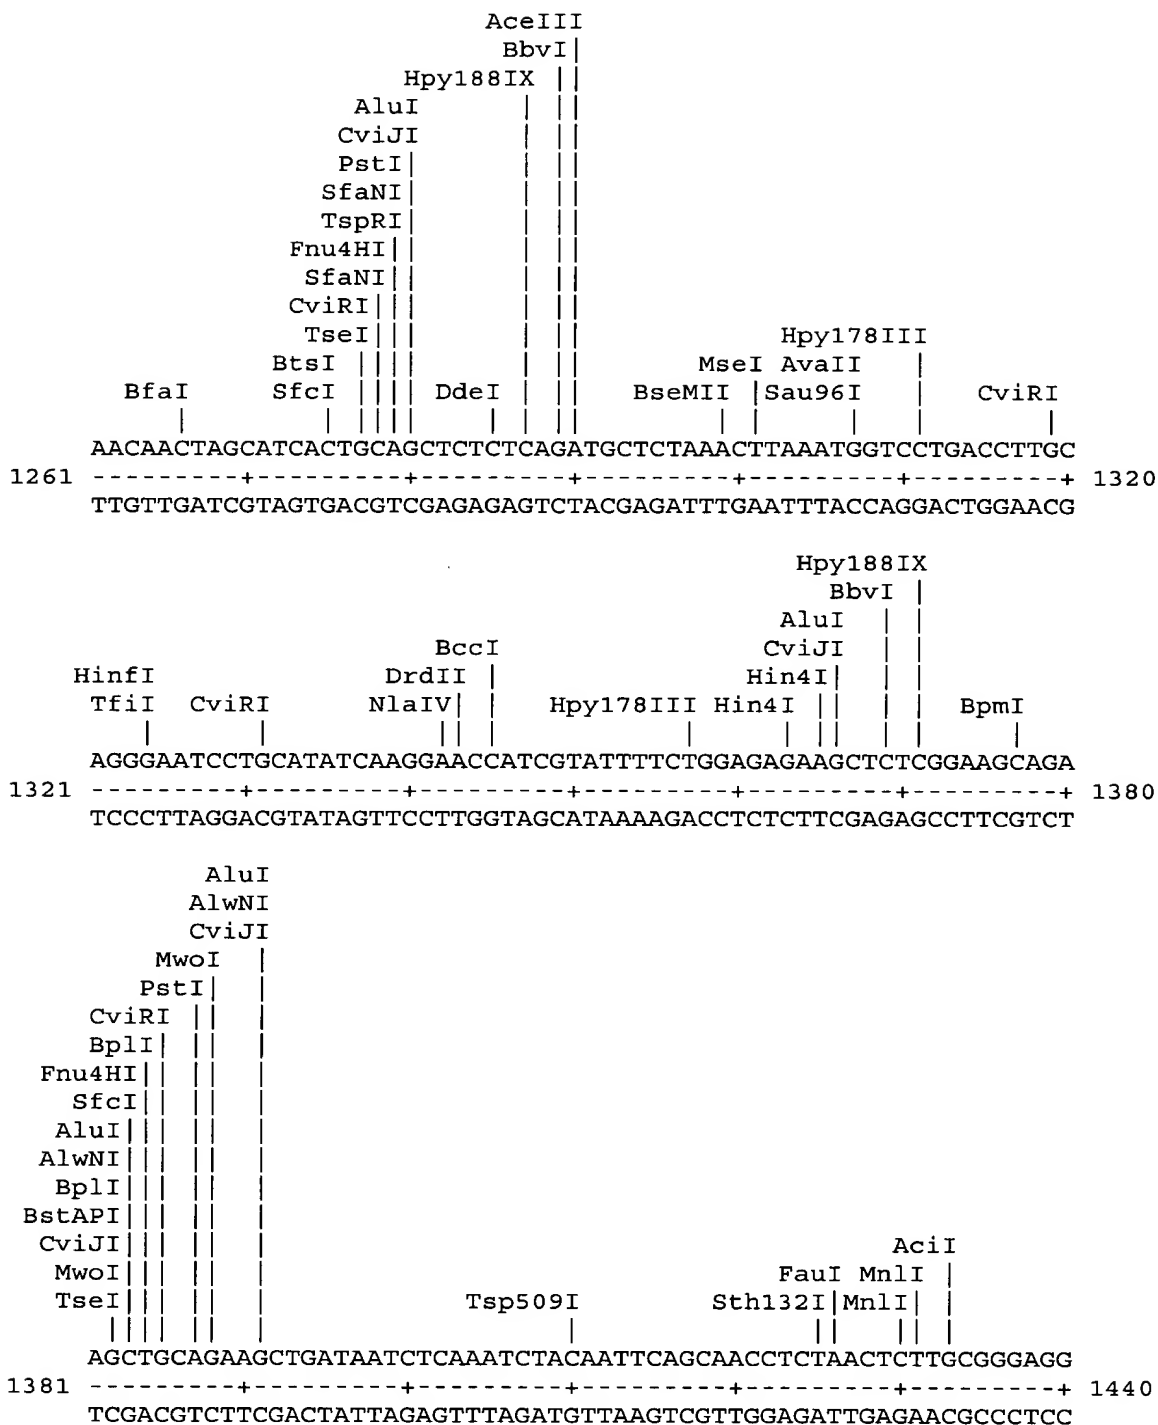 AceIII
BbvI|
Hpy188IX | |
AluI | | |
CviJI | | |
PstI| | | |
SfaNI| | | |
TspRI| | | |
Fnu4HI| | | | |
SfaNI| | | | |
CviRI| | | | | |
TseI| | | | | | Hpy178III
BtsI | | | | | | | MseI AvaII |
BfaI SfcI | | | | DdeI | | | BseMII |Sau96I | CviRI
| | | | | | | | | | | | | | |
AACAACTAGCATCACTGCAGCTCTCTCAGATGCTCTAAACTTAAATGGTCCTGACCTTGC
1261 ---------+---------+---------+---------+---------+---------+ 1320
TTGTTGATCGTAGTGACGTCGAGAGAGTCTACGAGATTTGAATTTACCAGGACTGGAACG
Hpy188IX
BbvI |
AluI | |
BccI CviJI | |
HinfI DrdII | Hin4I| | |
TfiI CviRI NlaIV| | Hpy178III Hin4I || | | BpmI
| | || | | | || | | |
AGGGAATCCTGCATATCAAGGAACCATCGTATTTTCTGGAGAGAAGCTCTCGGAAGCAGA
1321 ---------+---------+---------+---------+---------+---------+ 1380
TCCCTTAGGACGTATAGTTCCTTGGTAGCATAAAAGACCTCTCTTCGAGAGCCTTCGTCT
AluI
AlwNI
CviJI
MwoI |
PstI| |
CviRI || |
BplI| || |
Fnu4HI|| || |
SfcI|| || |
AluI||| || |
AlwNI||| || |
BplI||| || |
BstAPI||| || |
CviJI||| || | AciI
MwoI||| || | FauI MnlI |
TseI||| || | Tsp509I Sth132I|MnlI| |
|||| || | | || || |
AGCTGCAGAAGCTGATAATCTCAAATCTACAATTCAGCAACCTCTAACTCTTGCGGGAGG
1381 ---------+---------+---------+---------+---------+---------+ 1440
TCGACGTCTTCGACTATTAGAGTTTAGATGTTAAGTCGTTGGAGATTGAGAACGCCCTCC